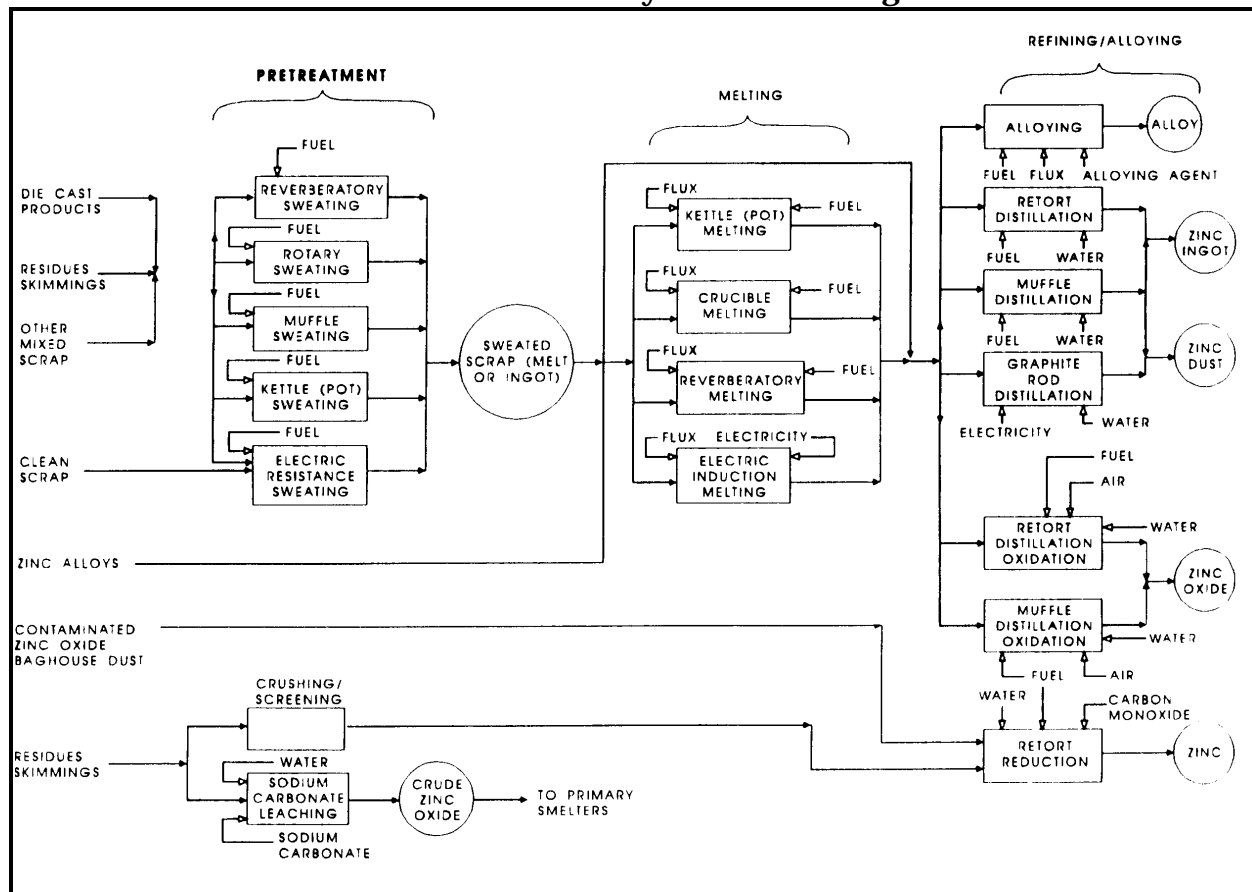 REFINING/ALLOYING
PRETREATMENT
MELTING
FUEL
DIE CAST
PRODUCTS
REVERBERATORY
SWEATING
FUEL
RESIDUES
SKIMMINGS
ROTARY
SWEATING
FUEL
OTHER
MIXED
SCRAP
MUFFLE
SWEATING
FUEL
KETTLE (POT)
SWEATING
FUEL
CLEAN
SCRAP
ELECTRIC
RESISTANCE
SWEATING
SWEATED
SCRAP (MELT
OR INGOT)
FLUX
FUEL
KETTLE (POT)
MELTING
FLUX
FUEL
CRUCIBLE
MELTING
FLUX
FUEL
REVERBERATORY
MELTING
FLUX ELECTRICITY
ELECTRIC
INDUCTION
MELTING
ALLOYING
ALLOY
FUEL FLUX ALLOYING AGENT
RETORT
DISTILLATION
ZINC
INGOT
FUEL WATER
MUFFLE
DISTILLATION
FUEL WATER
ZINC
DUST
GRAPHITE
ROD
DISTILLATION
ELECTRICITY WATER
FUEL
AIR
WATER
RETORT
DISTILLATION
OXIDATION
ZINC
OXIDE
MUFFLE
DISTILLATION
OXIDATION
WATER
FUEL AIR
ZINC ALLOYS
CONTAMINATED
ZINC OXIDE
BAGHOUSE DUST
WATER
CARBON
MONOXIDE
RETORT
REDUCTION
ZINC
CRUSHING/
SCREENING
RESIDUES
SKIMMINGS
WATER
SODIUM
CARBONATE
LEACHING
CRUDE
ZINC
OXIDE
TO PRIMARY
SMELTERS
SODIUM
CARBONATE